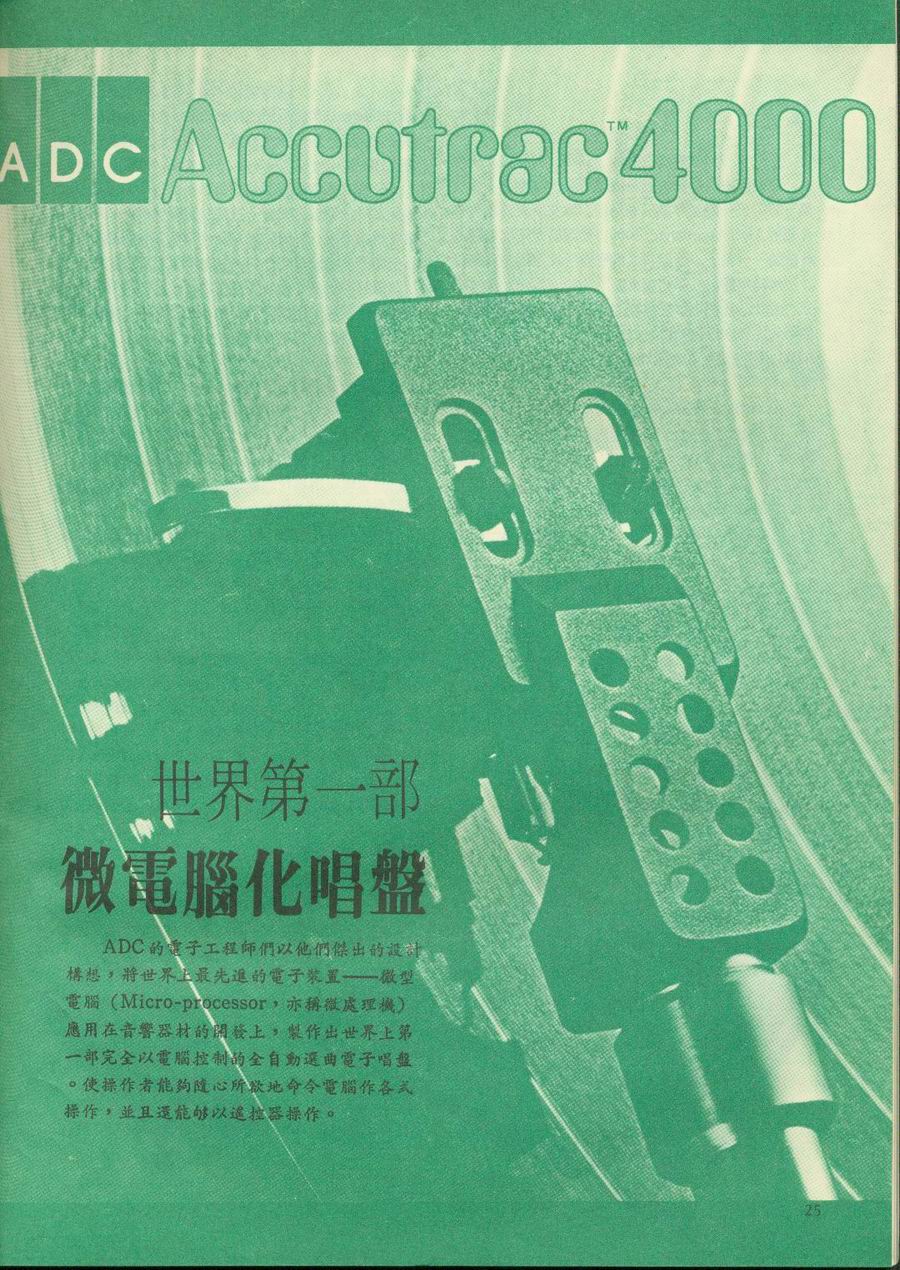 ADC
Accutrac™4000
世界第一部
微電腦化唱盤
ADC的電子工程師們以他們傑出的設計
構想，將世界上最先進的電子裝置——微型
電腦（Micro-processor，亦稱微處理機）
應用在音響器材的開發上，製作出世界上第
一部完全以電腦控制的全自動選曲電子唱盤
。使操作者能夠隨心所欲地命令電腦作各式
操作，並且還能够以遙控器操作。
25